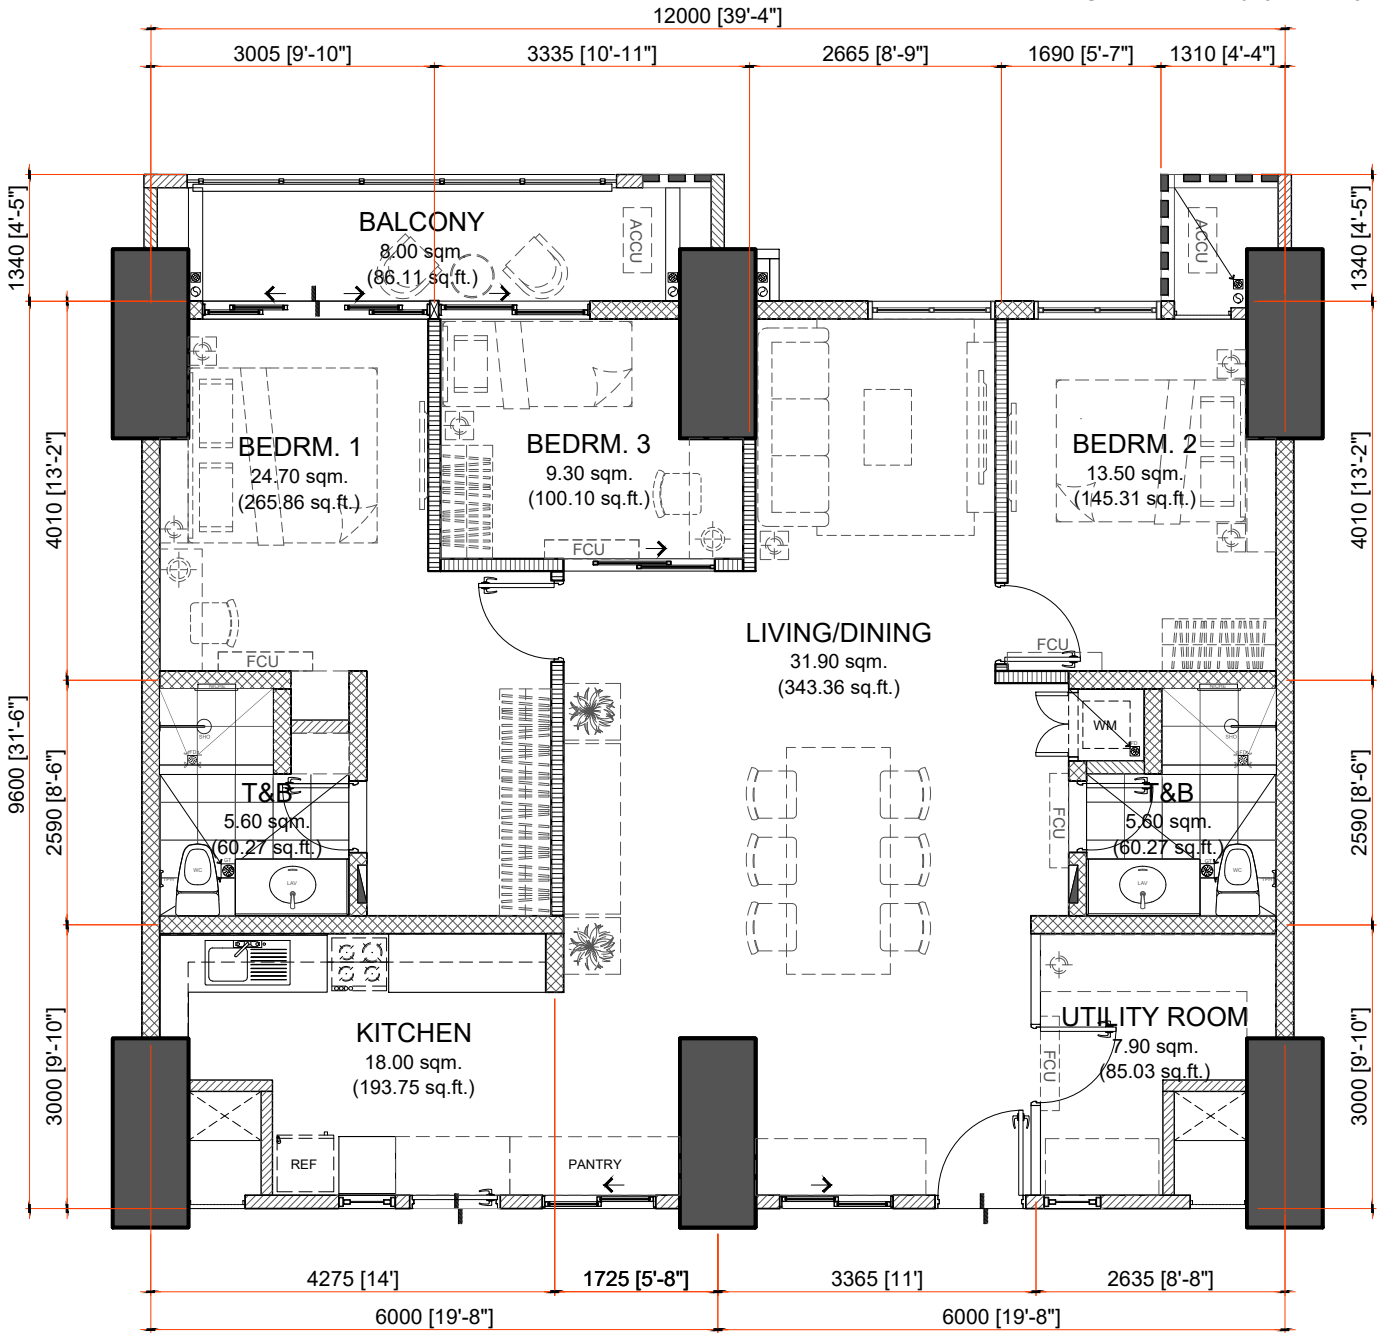 12000 [39'-4"]
3005 [9'-10"]
3335 [10'-11"]
2665 [8'-9"]
1690 [5'-7"]
1310 [4'-4"]
1340 [4'-5"]
1340 [4'-5"]
BALCONY
8.00 sqm.
(86.11 sq.ft.)
ACCU
ACCU
BEDRM. 1
24.70 sqm.
(265.86 sq.ft.)
BEDRM. 3
9.30 sqm.
(100.10 sq.ft.)
BEDRM. 2
13.50 sqm.
(145.31 sq.ft.)
4010 [13'-2"]
4010 [13'-2"]
FCU
FCU
FCU
LIVING/DINING
31.90 sqm.
(343.36 sq.ft.)
9600 [31'-6"]
2590 [8'-6"]
2590 [8'-6"]
SHO
SHO
WM
T&B
5.60 sqm.
(60.27 sq.ft.)
T&B
5.60 sqm.
(60.27 sq.ft.)
FCU
WC
LAV
LAV
WC
KITCHEN
18.00 sqm.
(193.75 sq.ft.)
UTILITY ROOM
7.90 sqm.
(85.03 sq.ft.)
FCU
3000 [9'-10"]
3000 [9'-10"]
REF
PANTRY
4275 [14']
1725 [5'-8"]
3365 [11']
2635 [8'-8"]
6000 [19'-8"]
6000 [19'-8"]